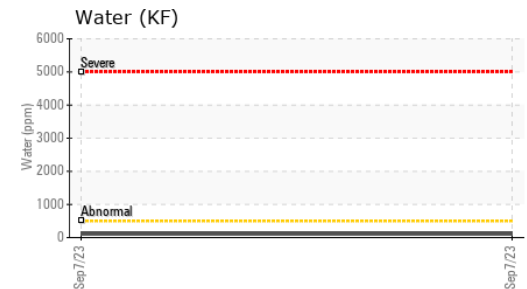 Water (KF)
6000
Severe
5000
4000
3000
2000
1000
Abnormal
0
Water (ppm)
Sep7/23
Sep7/23